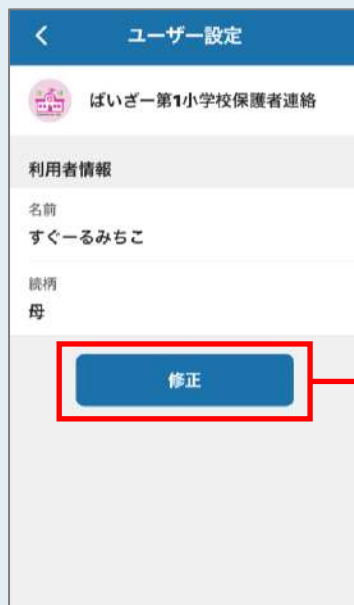 ユーザー設定
ばいざー第1小学校保護者連絡
利用者情報
名前
すぐーるみちこ
続柄
母
修正